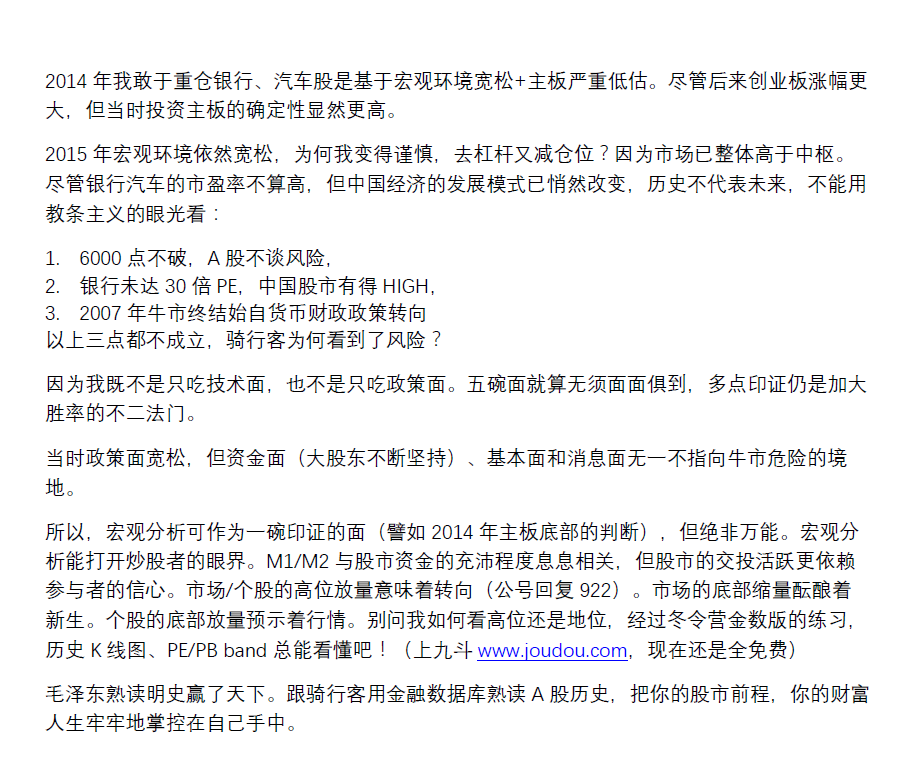 2014 年我敢于重仓银行、汽车股是基于宏观环境宽松+主板严重低估。尽管后来创业板涨幅更
大，但当时投资主板的确定性显然更高。
2015 年宏观环境依然宽松，为何我变得谨慎，去杠杆又减仓位？因为市场已整体高于中枢。
尽管银行汽车的市盈率不算高，但中国经济的发展模式已悄然改变，历史不代表未来，不能用
教条主义的眼光看：
1. 6000 点不破，A 股不谈风险，
2. 银行未达 30 倍 PE，中国股市有得 HIGH，
3. 2007 年牛市终结始自货币财政政策转向
以上三点都不成立，骑行客为何看到了风险？
因为我既不是只吃技术面，也不是只吃政策面。五碗面就算无须面面俱到，多点印证仍是加大
胜率的不二法门。
当时政策面宽松，但资金面（大股东不断坚持）、基本面和消息面无一不指向牛市危险的境
地。
所以，宏观分析可作为一碗印证的面（譬如 2014 年主板底部的判断），但绝非万能。宏观分
析能打开炒股者的眼界。M1/M2 与股市资金的充沛程度息息相关，但股市的交投活跃更依赖
参与者的信心。市场/个股的高位放量意味着转向（公号回复 922）。市场的底部缩量酝酿着
新生。个股的底部放量预示着行情。别问我如何看高位还是地位，经过冬令营金数版的练习，
历史 K 线图、PE/PB band 总能看懂吧！（上九斗 www.joudou.com，现在还是全免费）
毛泽东熟读明史赢了天下。跟骑行客用金融数据库熟读 A 股历史，把你的股市前程，你的财富
人生牢牢地掌控在自己手中。